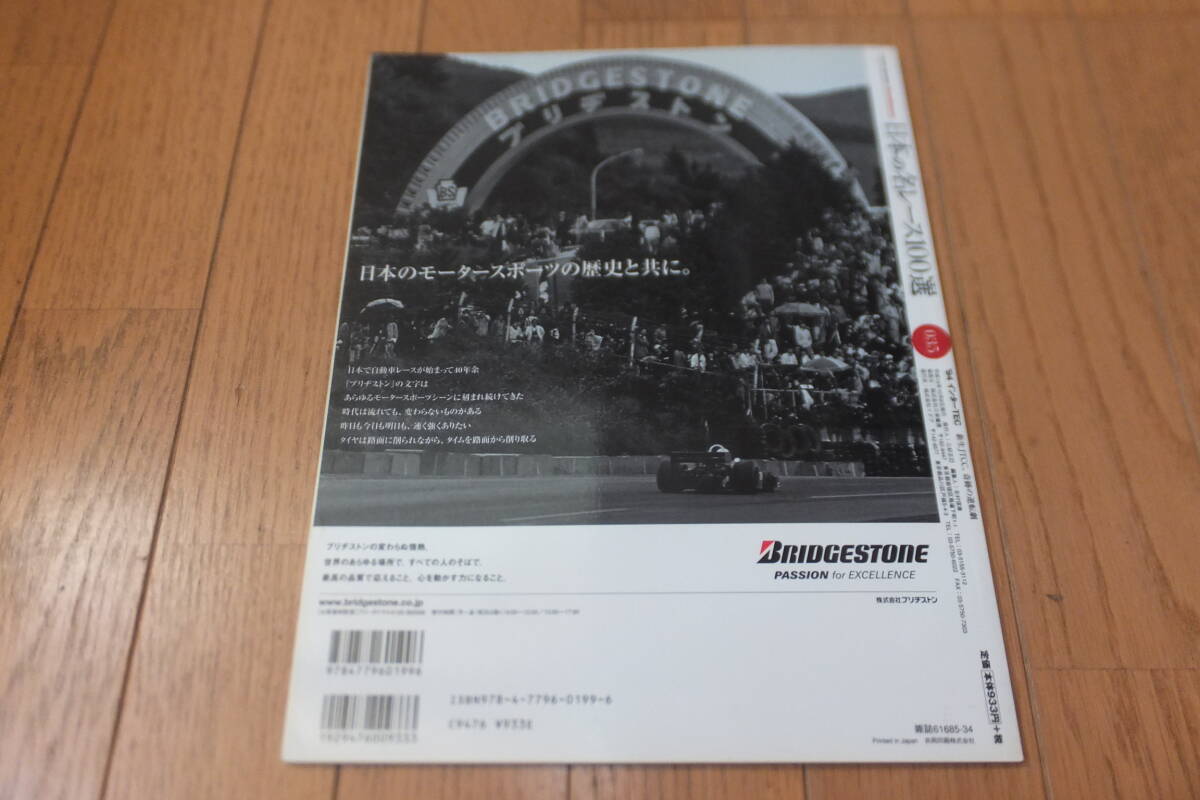 BRIDGESTONE
ブリヂストン
BS
日本のモータースポーツの歴史と共に。
日本で自動車レースが始まって40年余
「ブリヂストン」の文字は
あらゆるモータースポーツシーンに刻まれ続けてきた
時代は流れても、変わらないものがある
昨日も今日も明日も、速く強くありたい
タイヤは路面に削られながら、タイムを路面から削り取る
ブリヂストンの変わらぬ情熱。
世界のあらゆる場所で、すべての人のそばで。
最高の品質で応えること。心を動かす力になること。
www.bridgestone.co.jp
BRIDGESTONE
PASSION for EXCELLENCE
株式会社ブリヂストン
9784779601996
1929476009333
ISBN978-4-7796-0199-6
C9476 ¥933E
雑誌61685-34
Printed in Japan
日本の名レース100選
035
'94 インターTEC
定価 本体933円+税